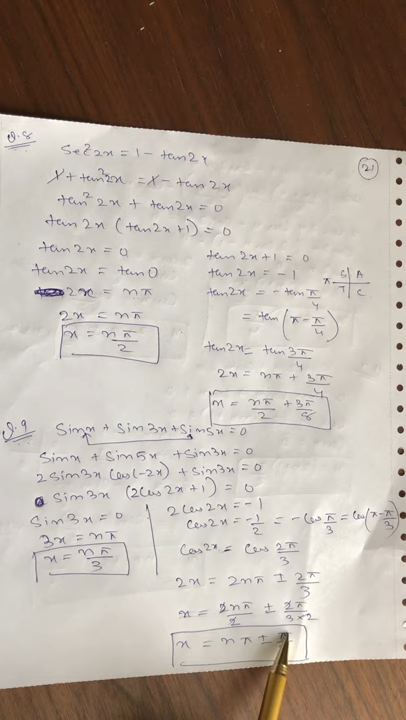 Q.8
21
Sec²2x = 1 - tan2x
1 + tan²2x = 1 - tan2x
tan²2x + tan2x = 0
tan2x (tan2x+1) = 0
tan2x = 0
tan2x = tan0
2x = nπ
2x = nπ
x = nπ/2
tan2x+1 = 0
tan2x = -1
tan2x = -tan π/4
= tan(π - π/4)
S | A
π
T | C
tan2x = tan 3π/4
2x = nπ + 3π/4
x = nπ/2 + 3π/8
Q.9
Sinx + Sin3x + Sin5x = 0
Sinx + Sin5x + Sin3x = 0
2Sin3x Cos(-2x) + Sin3x = 0
Sin3x (2Cos2x+1) = 0
Sin3x = 0
3x = nπ
x = nπ/3
2Cos2x = -1
Cos2x = -1/2 = -Cos π/3 = Cos(π - π/3)
Cos2x = Cos 2π/3
2x = 2nπ ± 2π/3
x = 2nπ/2 ± 2π/3×2
x = nπ ± π